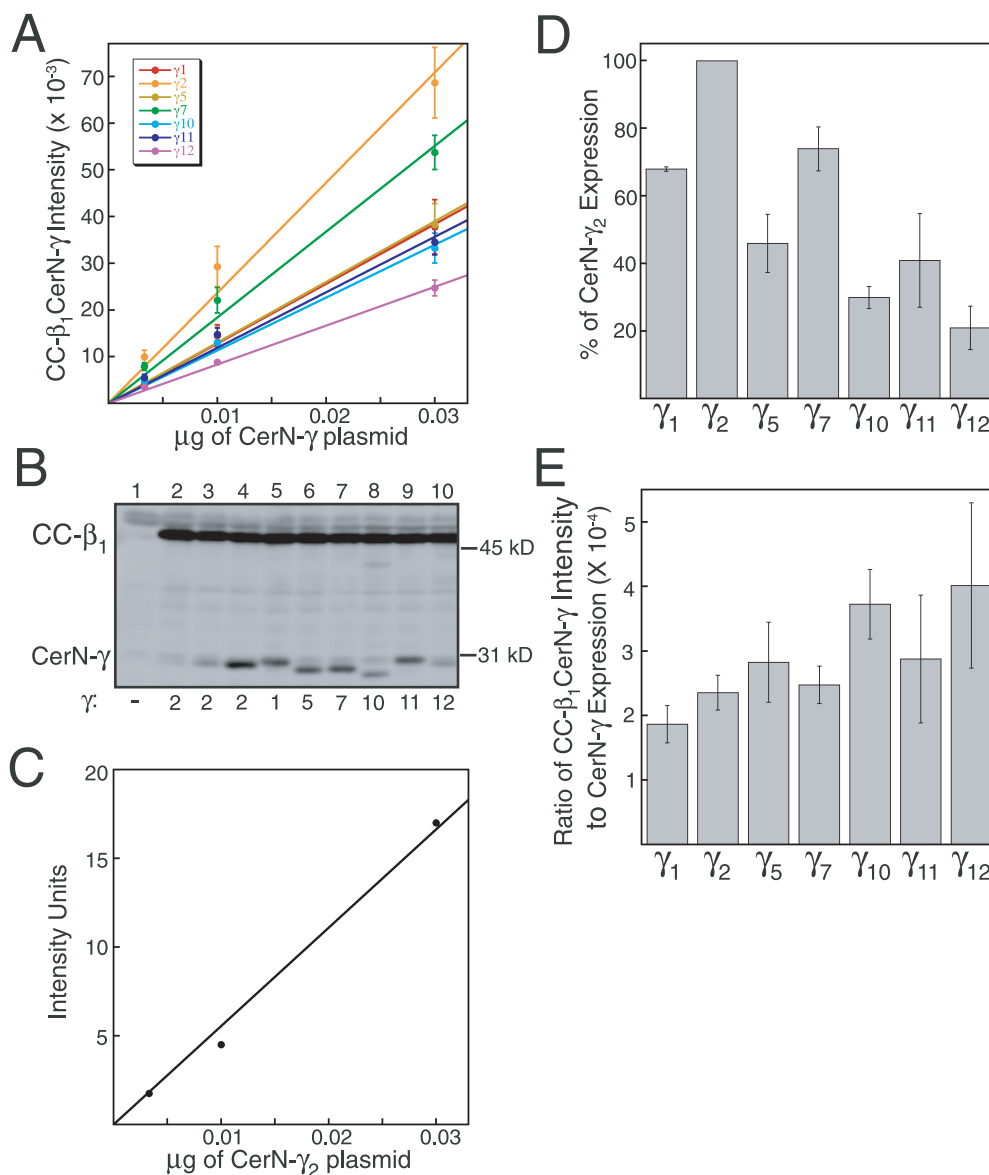 A
CC-β₁CerN-γ Intensity (x 10⁻³)
70
60
50
40
30
20
10
γ1
γ2
γ5
γ7
γ10
γ11
γ12
0.01
0.02
0.03
μg of CerN-γ plasmid
B
1 2 3 4 5 6 7 8 9 10
CC-β₁
45 kD
CerN-γ
31 kD
γ: - 2 2 2 1 5 7 10 11 12
C
Intensity Units
20
15
10
5
0.01
0.02
0.03
μg of CerN-γ₂ plasmid
D
% of CerN-γ₂ Expression
100
80
60
40
20
γ₁ γ₂ γ₅ γ₇ γ₁₀ γ₁₁ γ₁₂
E
Ratio of CC-β₁CerN-γ Intensity
to CerN-γ Expression (X 10⁻⁴)
5
4
3
2
1
γ₁ γ₂ γ₅ γ₇ γ₁₀ γ₁₁ γ₁₂